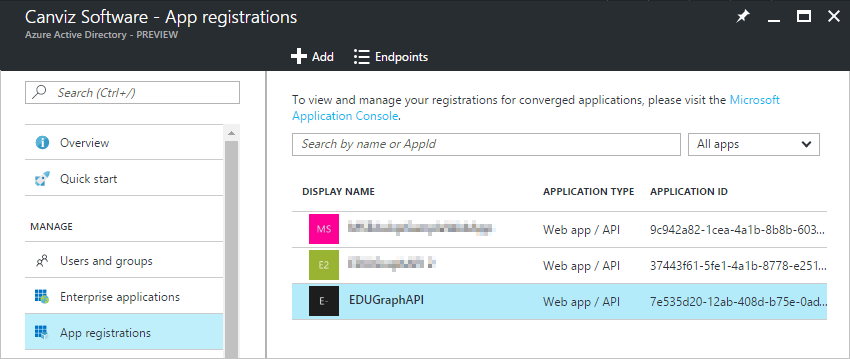 Canviz Software - App registrations
Azure Active Directory - PREVIEW
Add
Endpoints
Search (Ctrl+/)
Overview
Quick start
MANAGE
Users and groups
Enterprise applications
App registrations
To view and manage your registrations for converged applications, please visit the Microsoft
Application Console.
Search by name or AppId
All apps
DISPLAY NAME APPLICATION TYPE APPLICATION ID
MS Web app / API 9c942a82-1cea-4a1b-8b8b-603...
E2 Web app / API 37443f61-5fe1-4a1b-8778-e251...
E- EDUGraphAPI Web app / API 7e535d20-12ab-408d-b75e-0ad...